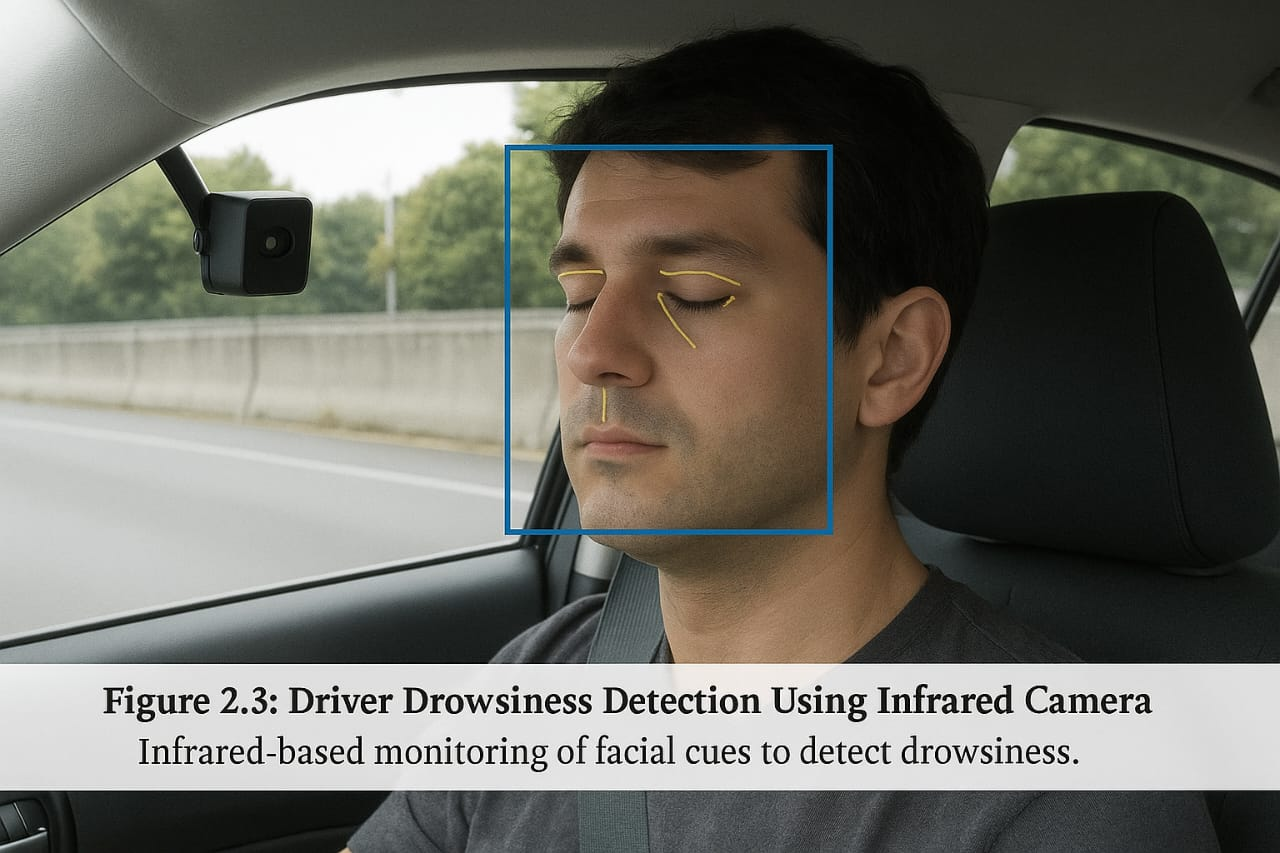 Figure 2.3: Driver Drowsiness Detection Using Infrared Camera
Infrared-based monitoring of facial cues to detect drowsiness.